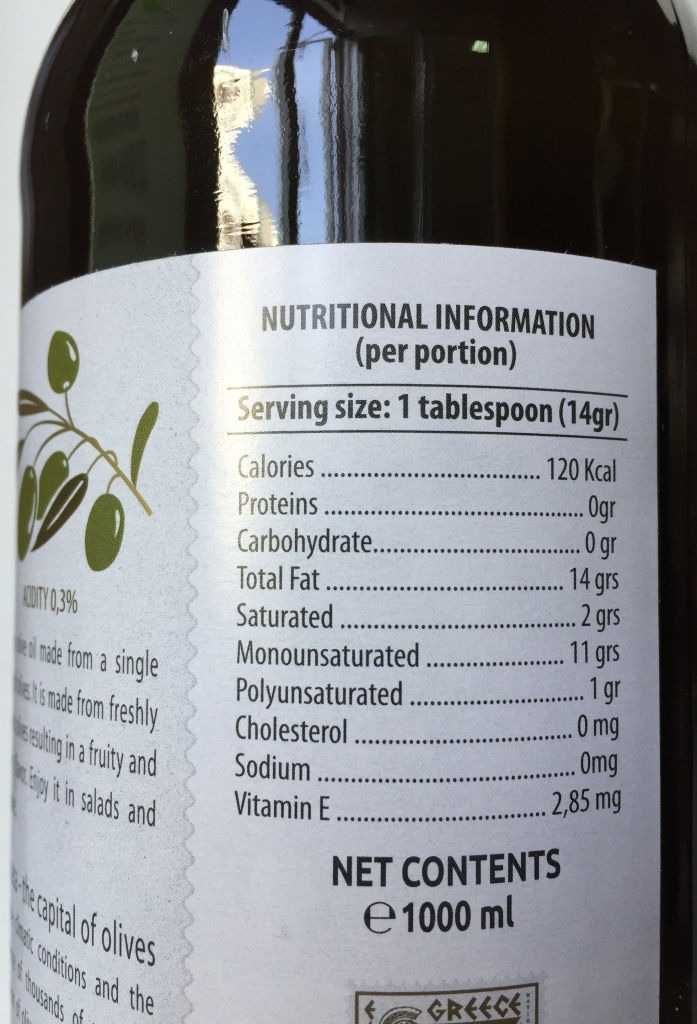 ACIDITY 0,3%
oil made from a single
It is made from freshly
resulting in a fruity and
Enjoy it in salads and
the capital of olives
conditions and the
thousands of
NUTRITIONAL INFORMATION
(per portion)
Serving size: 1 tablespoon (14gr)
Calories ........................................ 120 Kcal
Proteins ............................................... 0gr
Carbohydrate...................................... 0 gr
Total Fat ........................................... 14 grs
Saturated .......................................... 2 grs
Monounsaturated ......................... 11 grs
Polyunsaturated ............................... 1 gr
Cholesterol ....................................... 0 mg
Sodium .............................................. 0mg
Vitamin E ...................................... 2,85 mg
NET CONTENTS
℮ 1000 ml
GREECE